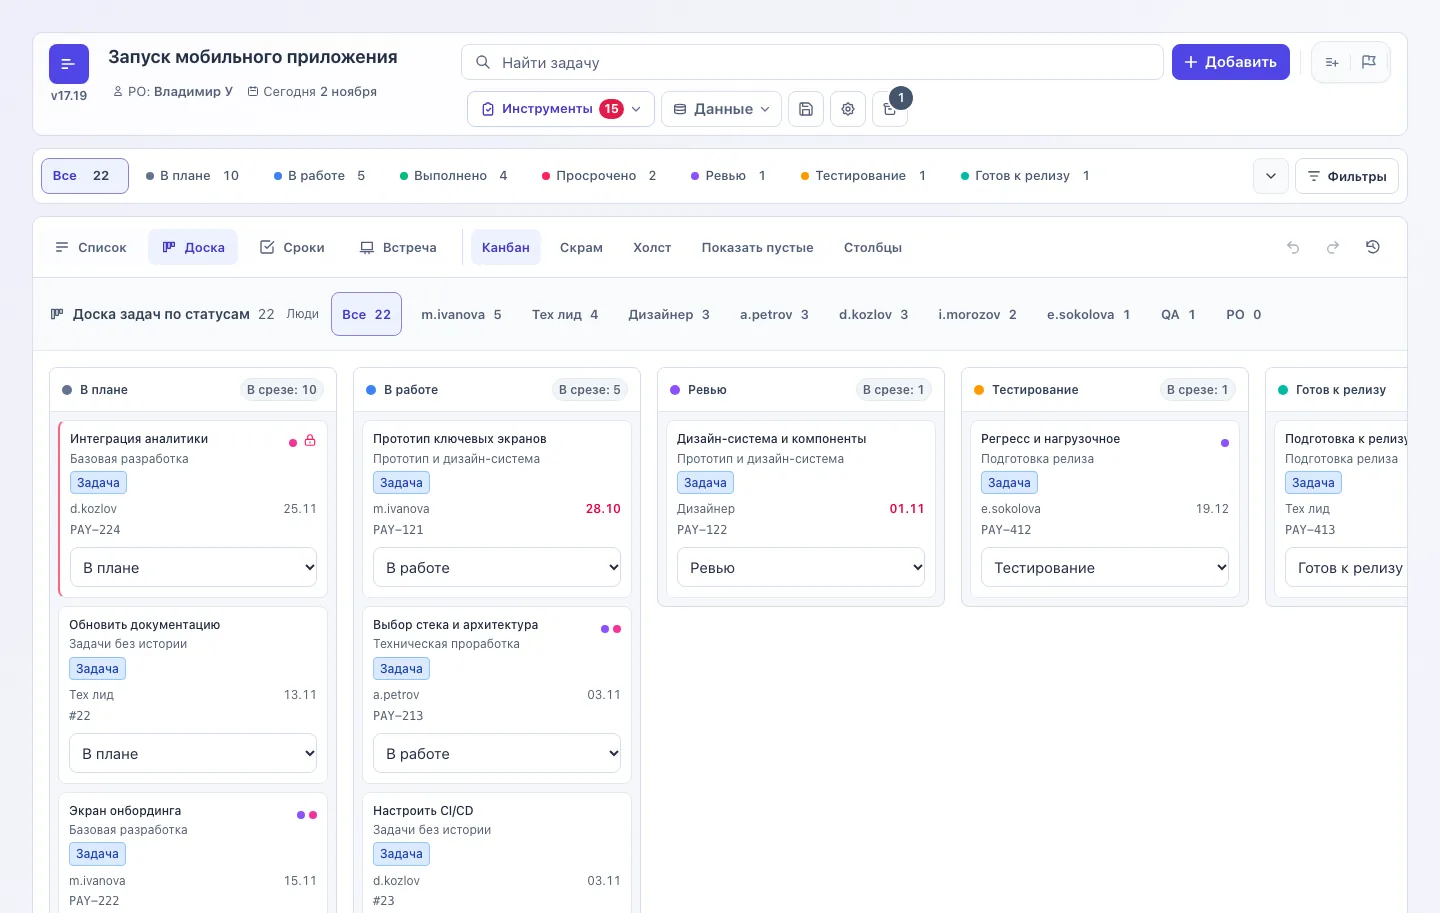 Запуск мобильного приложения
v17.19
PO: Владимир У
Сегодня 2 ноября
Найти задачу
Добавить
Инструменты 15
Данные
1
Все 22
В плане 10
В работе 5
Выполнено 4
Просрочено 2
Ревью 1
Тестирование 1
Готов к релизу 1
Фильтры
Список
Доска
Сроки
Встреча
Канбан
Скрам
Холст
Показать пустые
Столбцы
Доска задач по статусам 22
Люди
Все 22
m.ivanova 5
Тех лид 4
Дизайнер 3
a.petrov 3
d.kozlov 3
i.morozov 2
e.sokolova 1
QA 1
PO 0
В плане
В срезе: 10
Интеграция аналитики
Базовая разработка
Задача
d.kozlov 25.11
PAY-224
В плане
Обновить документацию
Задачи без истории
Задача
Тех лид 13.11
#22
В плане
Экран онбординга
Базовая разработка
Задача
m.ivanova 15.11
PAY-222
В работе
В срезе: 5
Прототип ключевых экранов
Прототип и дизайн-система
Задача
m.ivanova 28.10
PAY-121
В работе
Выбор стека и архитектура
Техническая проработка
Задача
a.petrov 03.11
PAY-213
В работе
Настроить CI/CD
Задачи без истории
Задача
d.kozlov 03.11
#23
Ревью
В срезе: 1
Дизайн-система и компоненты
Прототип и дизайн-система
Задача
Дизайнер 01.11
PAY-122
Ревью
Тестирование
В срезе: 1
Регресс и нагрузочное
Подготовка релиза
Задача
e.sokolova 19.12
PAY-412
Тестирование
Готов к релизу
Подготовка к релизу
Подготовка релиза
Задача
Тех лид
PAY-413
Готов к релизу